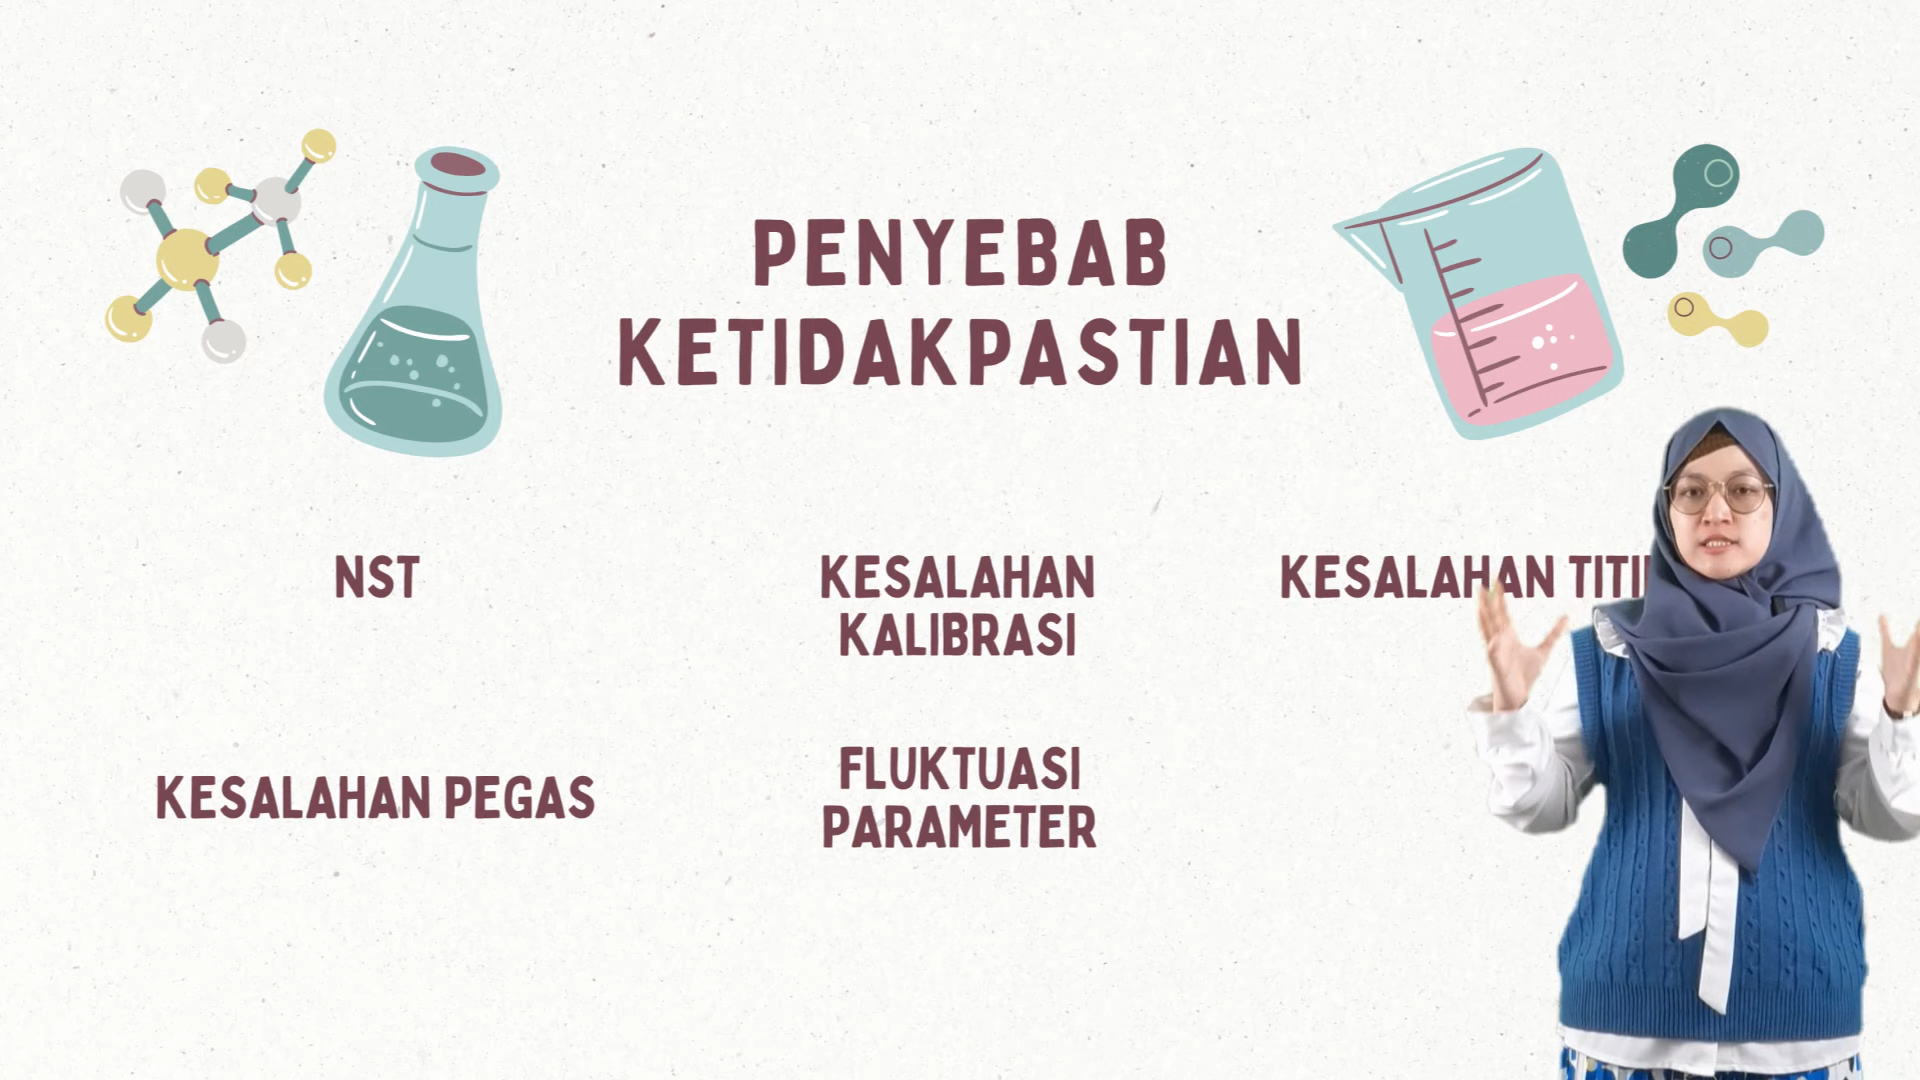 PENYEBAB
KETIDAKPASTIAN
NST
KESALAHAN
KALIBRASI
KESALAHAN
KESALAHAN PEGAS
FLUKTUASI
PARAMETER